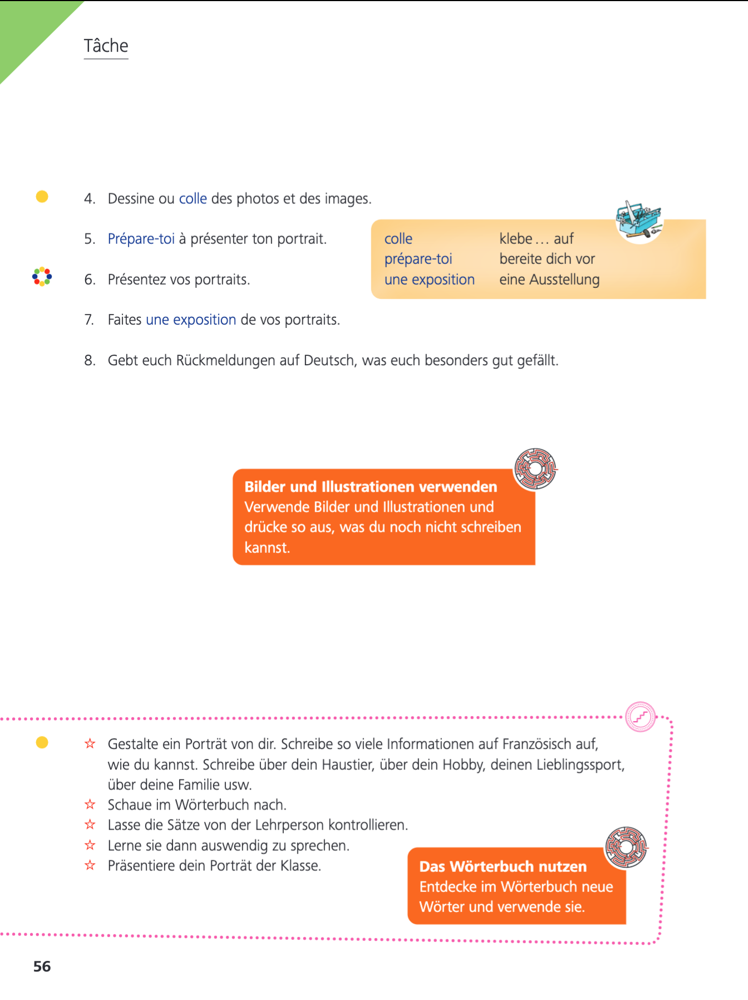 Tâche
4. Dessine ou colle des photos et des images.
5. Prépare-toi à présenter ton portrait.
6. Présentez vos portraits.
7. Faites une exposition de vos portraits.
8. Gebt euch Rückmeldungen auf Deutsch, was euch besonders gut gefällt.
colle klebe … auf
prépare-toi bereite dich vor
une exposition eine Ausstellung
Bilder und Illustrationen verwenden
Verwende Bilder und Illustrationen und
drücke so aus, was du noch nicht schreiben
kannst.
☆ Gestalte ein Porträt von dir. Schreibe so viele Informationen auf Französisch auf,
wie du kannst. Schreibe über dein Haustier, über dein Hobby, deinen Lieblingssport,
über deine Familie usw.
☆ Schaue im Wörterbuch nach.
☆ Lasse die Sätze von der Lehrperson kontrollieren.
☆ Lerne sie dann auswendig zu sprechen.
☆ Präsentiere dein Porträt der Klasse.
Das Wörterbuch nutzen
Entdecke im Wörterbuch neue
Wörter und verwende sie.
56